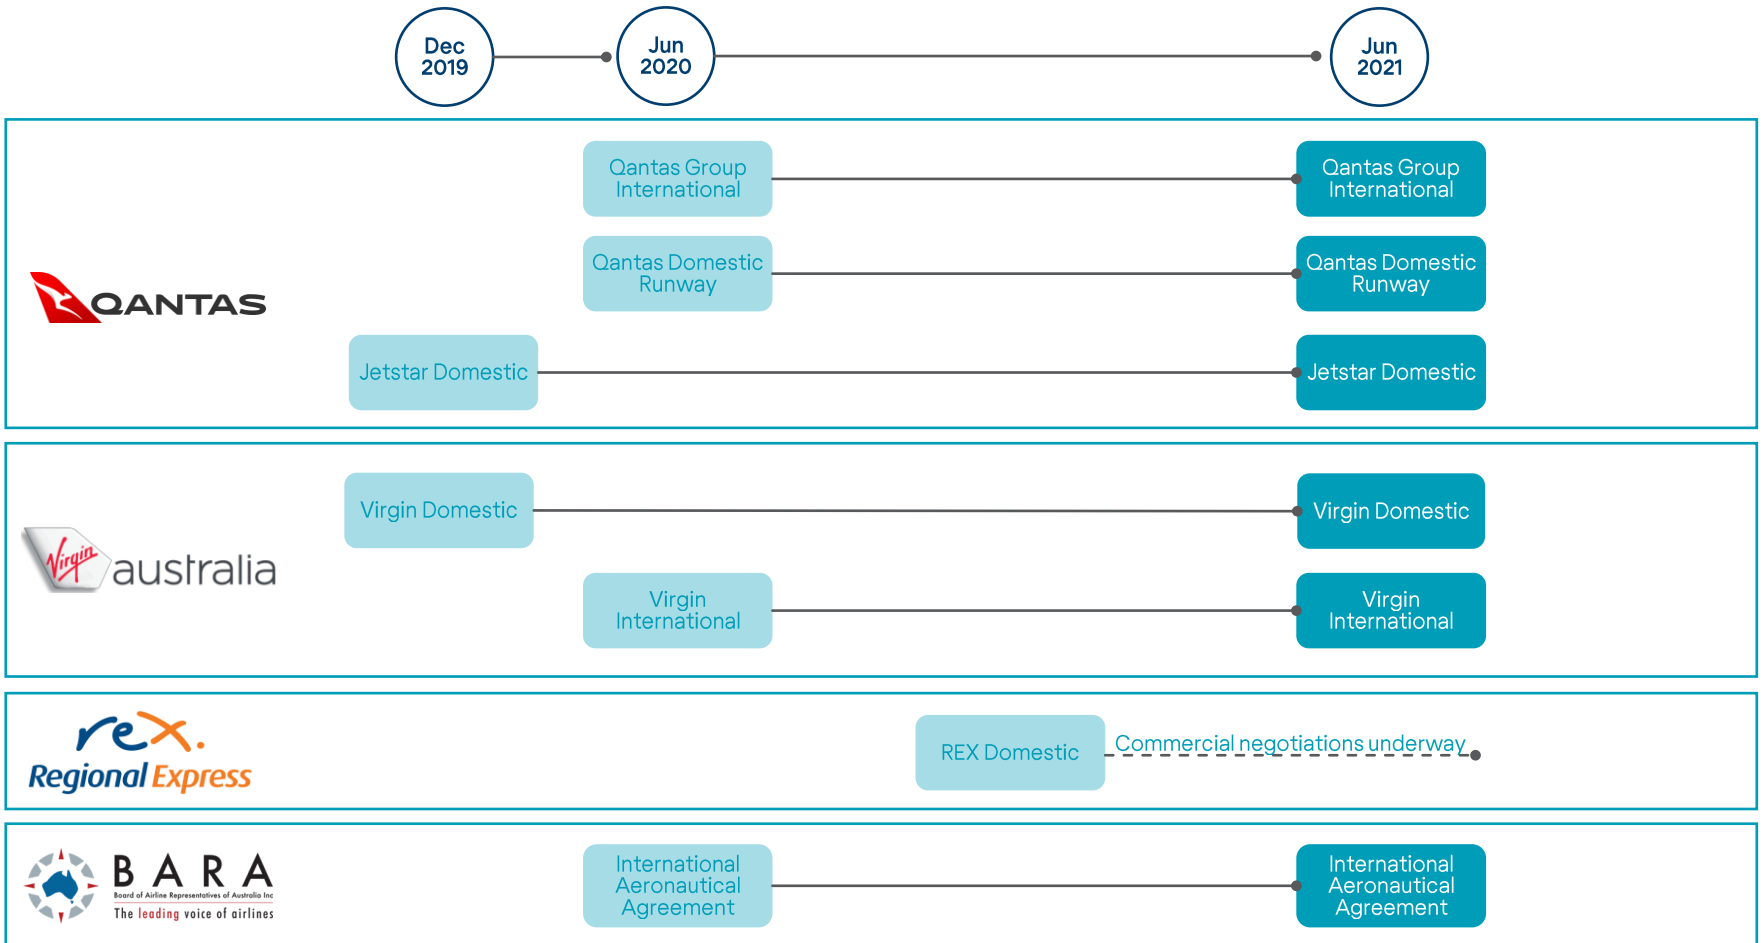 Dec
2019
Jun
2020
Jun
2021
Qantas Group
International
Qantas Group
International
Qantas Domestic
Runway
Qantas Domestic
Runway
QANTAS
Jetstar Domestic
Jetstar Domestic
Virgin Domestic
Virgin Domestic
Virgin
australia
Virgin
International
Virgin
International
rex.
Regional Express
REX Domestic
Commercial negotiations underway
BARA
Board of Airline Representatives of Australia Inc
The leading voice of airlines
International
Aeronautical
Agreement
International
Aeronautical
Agreement